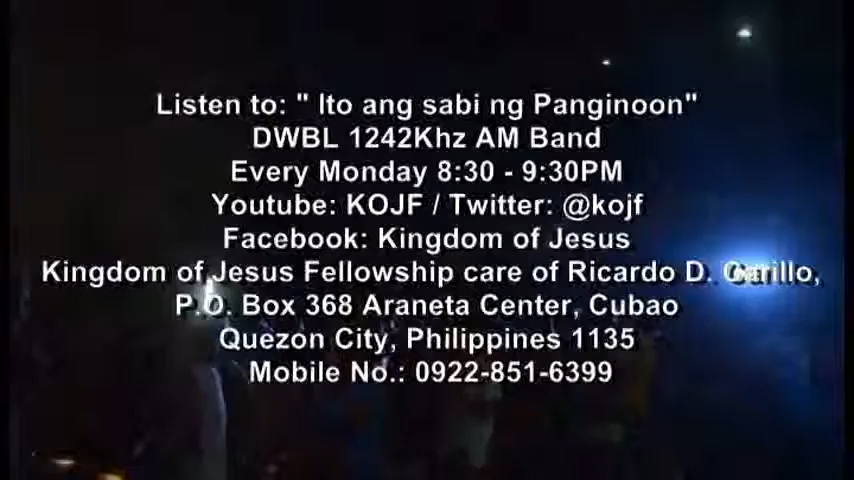 Listen to: " Ito ang sabi ng Panginoon"
DWBL 1242Khz AM Band
Every Monday 8:30 - 9:30PM
Youtube: KOJF / Twitter: @kojf
Facebook: Kingdom of Jesus
Kingdom of Jesus Fellowship care of Ricardo D. Carillo,
P.O. Box 368 Araneta Center, Cubao
Quezon City, Philippines 1135
Mobile No.: 0922-851-6399